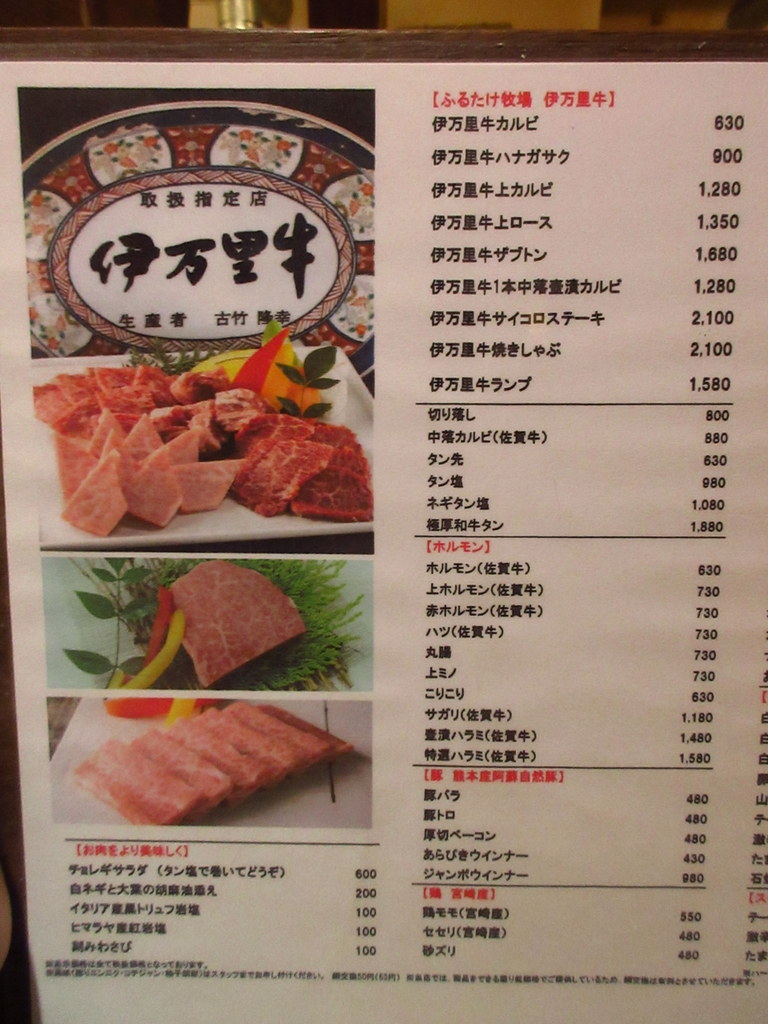 取扱指定店
伊万里牛
生産者 古竹 隆幸
【ふるたけ牧場 伊万里牛】
伊万里牛カルビ 630
伊万里牛ハナガサク 900
伊万里牛上カルビ 1,280
伊万里牛上ロース 1,350
伊万里牛ザブトン 1,680
伊万里牛1本中落壺漬カルビ 1,280
伊万里牛サイコロステーキ 2,100
伊万里牛焼きしゃぶ 2,100
伊万里牛ランプ 1,580
切り落し 800
中落カルビ(佐賀牛) 880
タン先 630
タン塩 980
ネギタン塩 1,080
極厚和牛タン 1,880
【ホルモン】
ホルモン(佐賀牛) 630
上ホルモン(佐賀牛) 730
赤ホルモン(佐賀牛) 730
ハツ(佐賀牛) 730
丸腸 730
上ミノ 730
こりこり 630
サガリ(佐賀牛) 1,180
壺漬ハラミ(佐賀牛) 1,480
特選ハラミ(佐賀牛) 1,580
【豚 熊本産阿蘇自然豚】
豚バラ 480
豚トロ 480
厚切ベーコン 480
あらびきウインナー 430
ジャンボウインナー 980
【鶏 宮崎産】
鶏モモ(宮崎産) 550
セセリ(宮崎産) 480
砂ズリ 480
【お肉をより美味しく】
チョレギサラダ (タン塩で巻いてどうぞ) 600
白ネギと大葉の胡麻油添え 200
イタリア産黒トリュフ岩塩 100
ヒマラヤ産紅岩塩 100
刻みわさび 100